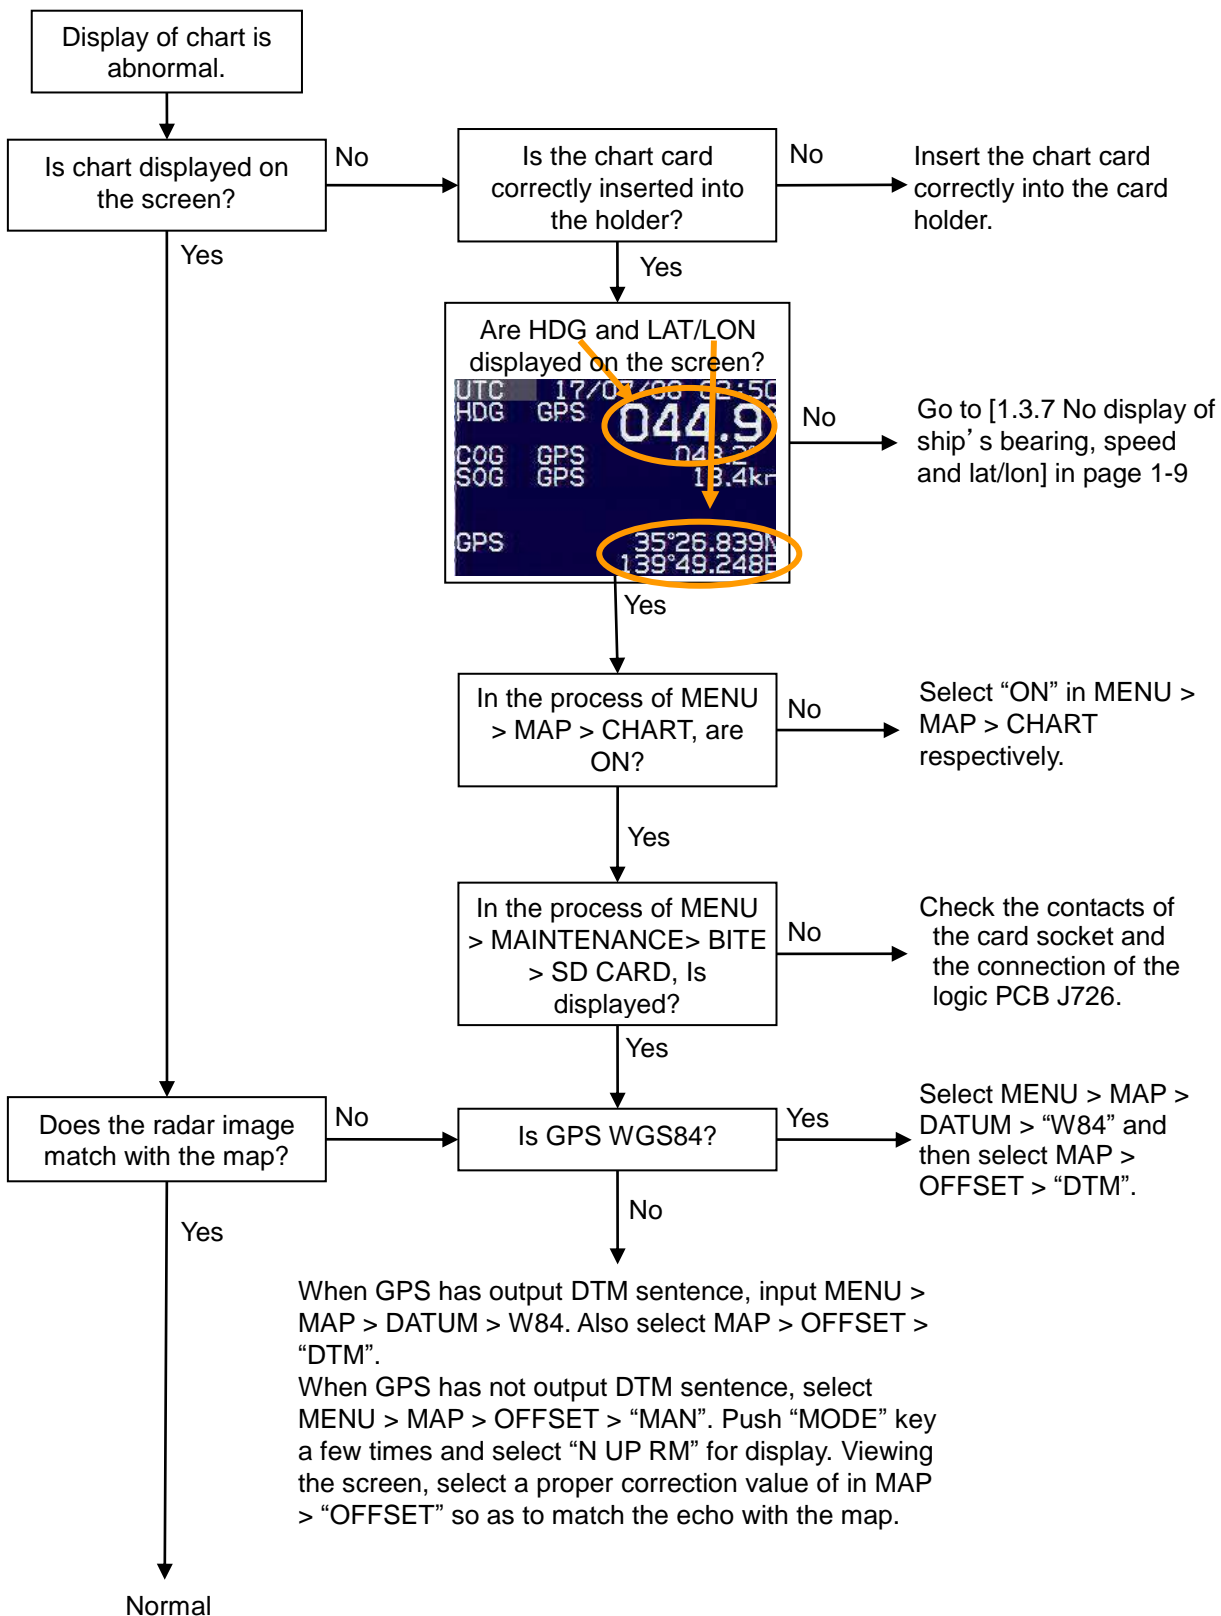 Display of chart is
abnormal.
Is chart displayed on
the screen?
No
Is the chart card
correctly inserted into
the holder?
No
Insert the chart card
correctly into the card
holder.
Yes
Yes
Are HDG and LAT/LON
displayed on the screen?
UTC
HDG GPS 044.9
COG GPS
SOG GPS
GPS 35°26.839N
139°49.248E
No
Go to [1.3.7 No display of
ship’s bearing, speed
and lat/lon] in page 1-9
Yes
In the process of MENU
> MAP > CHART, are
ON?
No
Select “ON” in MENU >
MAP > CHART
respectively.
Yes
In the process of MENU
> MAINTENANCE> BITE
> SD CARD, Is
displayed?
No
Check the contacts of
the card socket and
the connection of the
logic PCB J726.
Yes
Does the radar image
match with the map?
No
Is GPS WGS84?
Yes
Select MENU > MAP >
DATUM > “W84” and
then select MAP >
OFFSET > “DTM”.
Yes
No
When GPS has output DTM sentence, input MENU >
MAP > DATUM > W84. Also select MAP > OFFSET >
“DTM”.
When GPS has not output DTM sentence, select
MENU > MAP > OFFSET > “MAN”. Push “MODE” key
a few times and select “N UP RM” for display. Viewing
the screen, select a proper correction value of in MAP
> “OFFSET” so as to match the echo with the map.
Normal